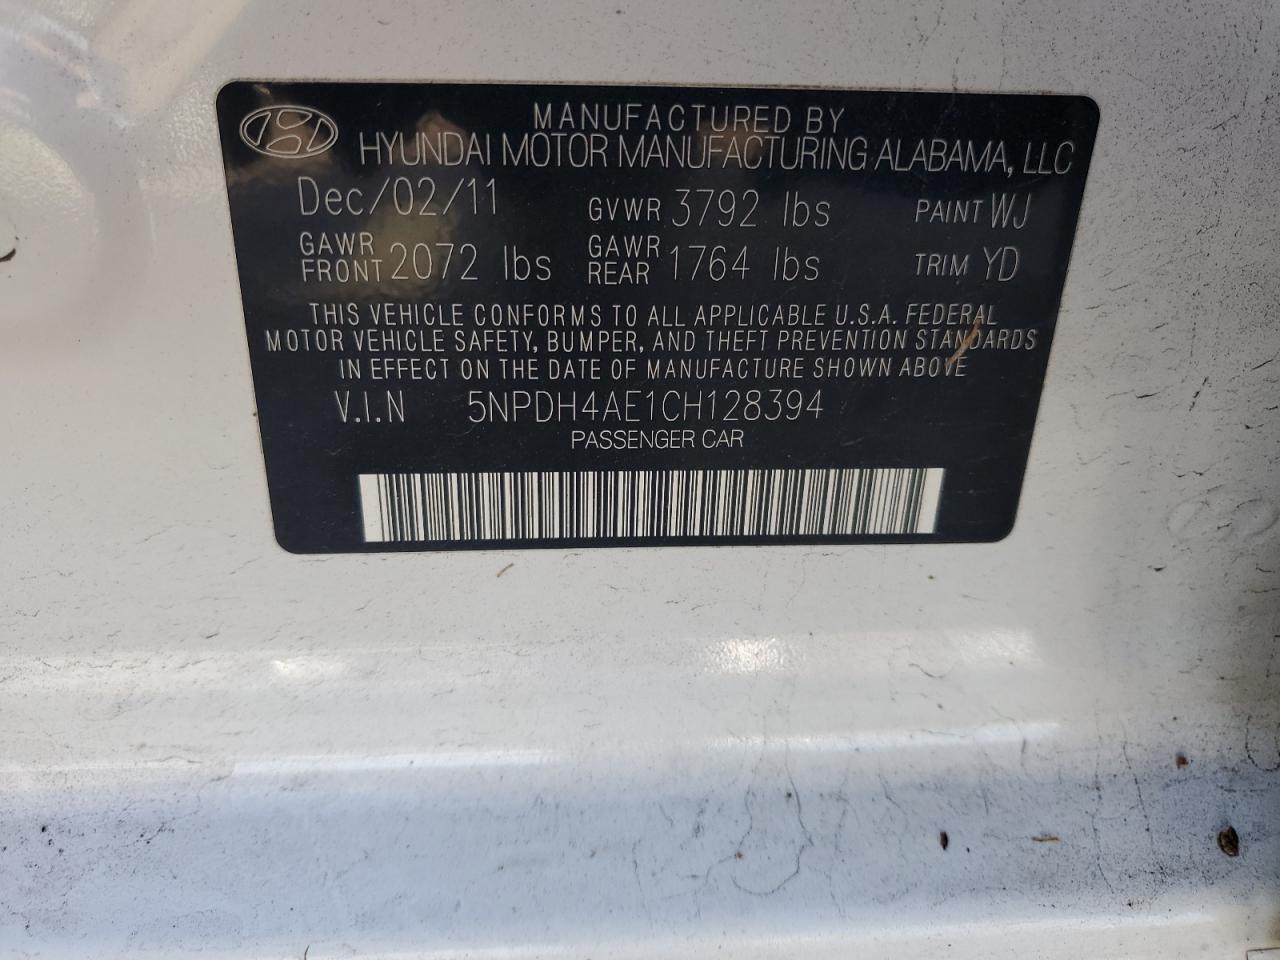 MANUFACTURED BY
HYUNDAI MOTOR MANUFACTURING ALABAMA, LLC
Dec/02/11 GVWR 3792 lbs PAINT WJ
GAWR FRONT 2072 lbs GAWR REAR 1764 lbs TRIM YD
THIS VEHICLE CONFORMS TO ALL APPLICABLE U.S.A. FEDERAL
MOTOR VEHICLE SAFETY, BUMPER, AND THEFT PREVENTION STANDARDS
IN EFFECT ON THE DATE OF MANUFACTURE SHOWN ABOVE
V.I.N 5NPDH4AE1CH128394
PASSENGER CAR